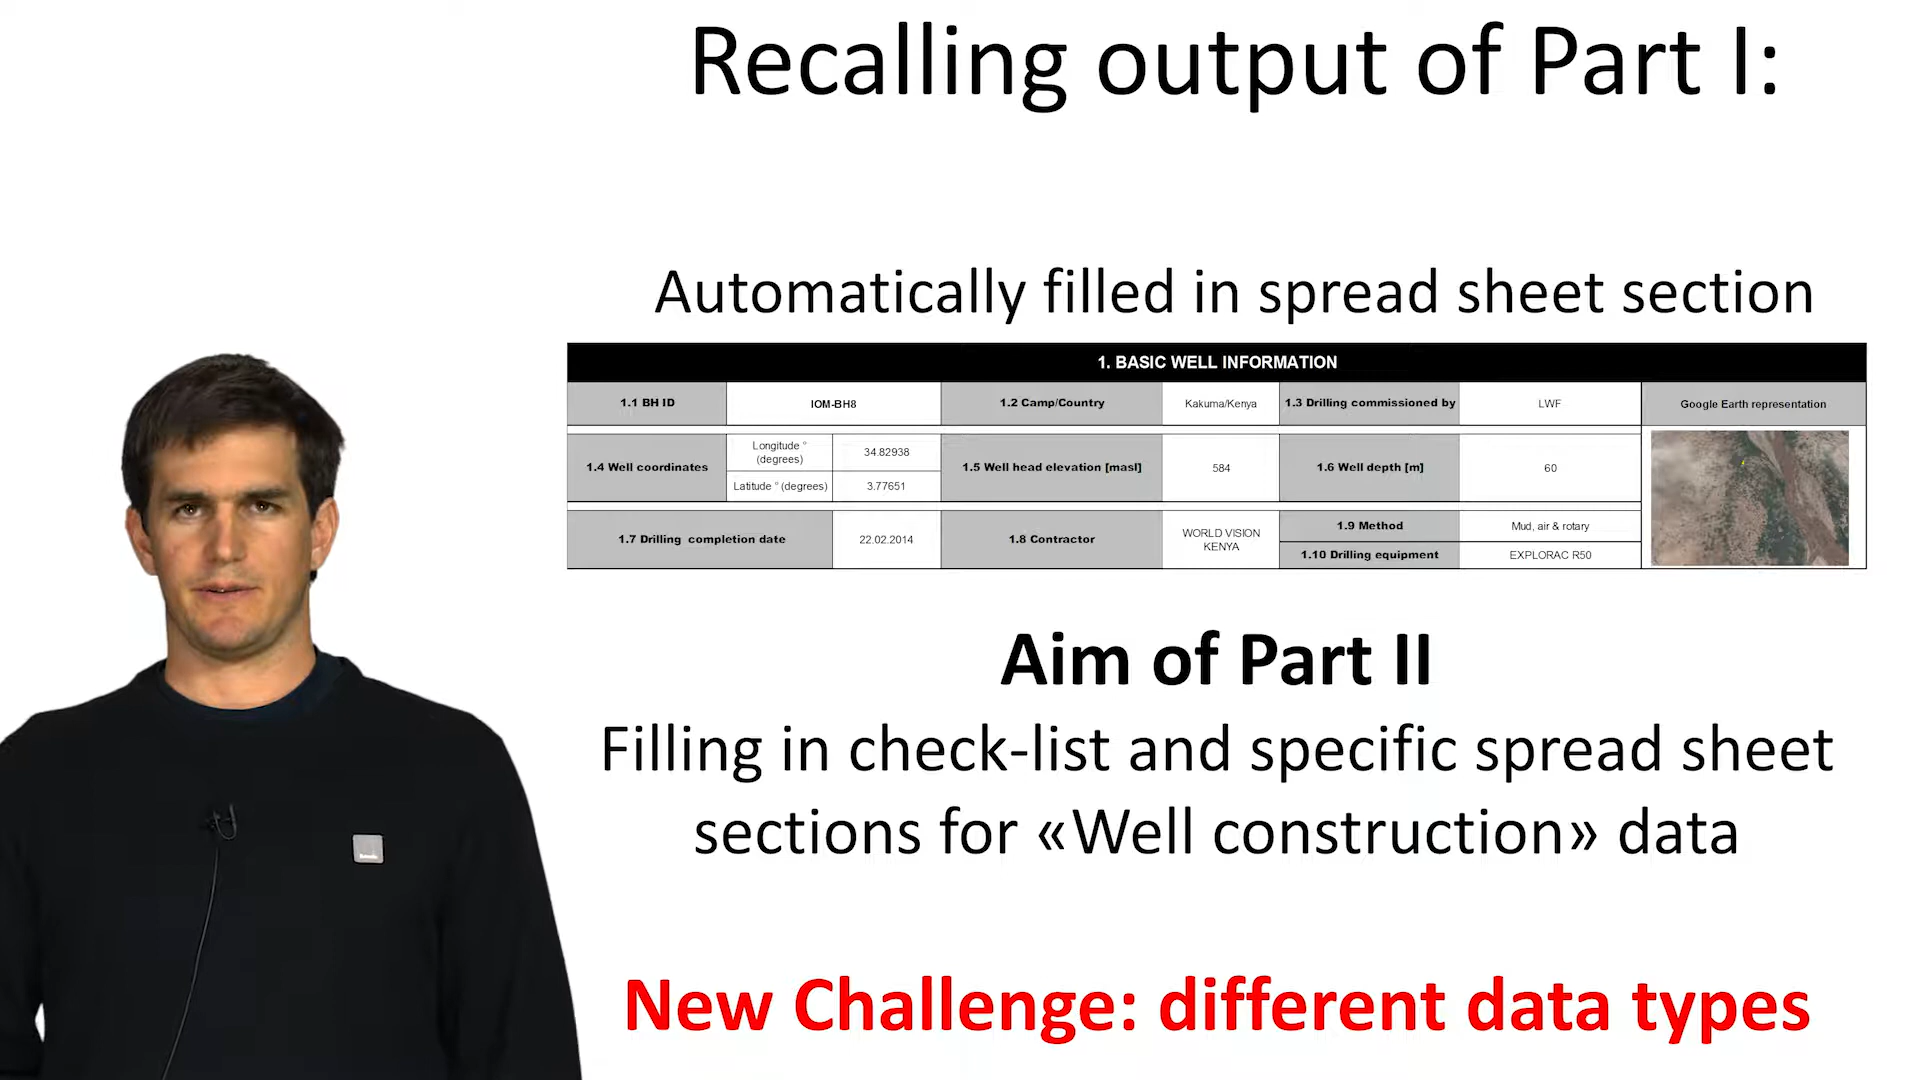 Recalling output of Part I:
Automatically filled in spread sheet section
1. BASIC WELL INFORMATION
1.1 BH ID
IOM-BH8
1.2 Camp/Country
Kakuma/Kenya
1.3 Drilling commissioned by
LWF
Google Earth representation
1.4 Well coordinates
Longitude °
(degrees)
34.82938
Latitude ° (degrees)
3.77651
1.5 Well head elevation [masl]
584
1.6 Well depth [m]
60
1.7 Drilling completion date
22.02.2014
1.8 Contractor
WORLD VISION
KENYA
1.9 Method
Mud, air & rotary
1.10 Drilling equipment
EXPLORAC R50
Aim of Part II
Filling in check-list and specific spread sheet
sections for «Well construction» data
New Challenge: different data types